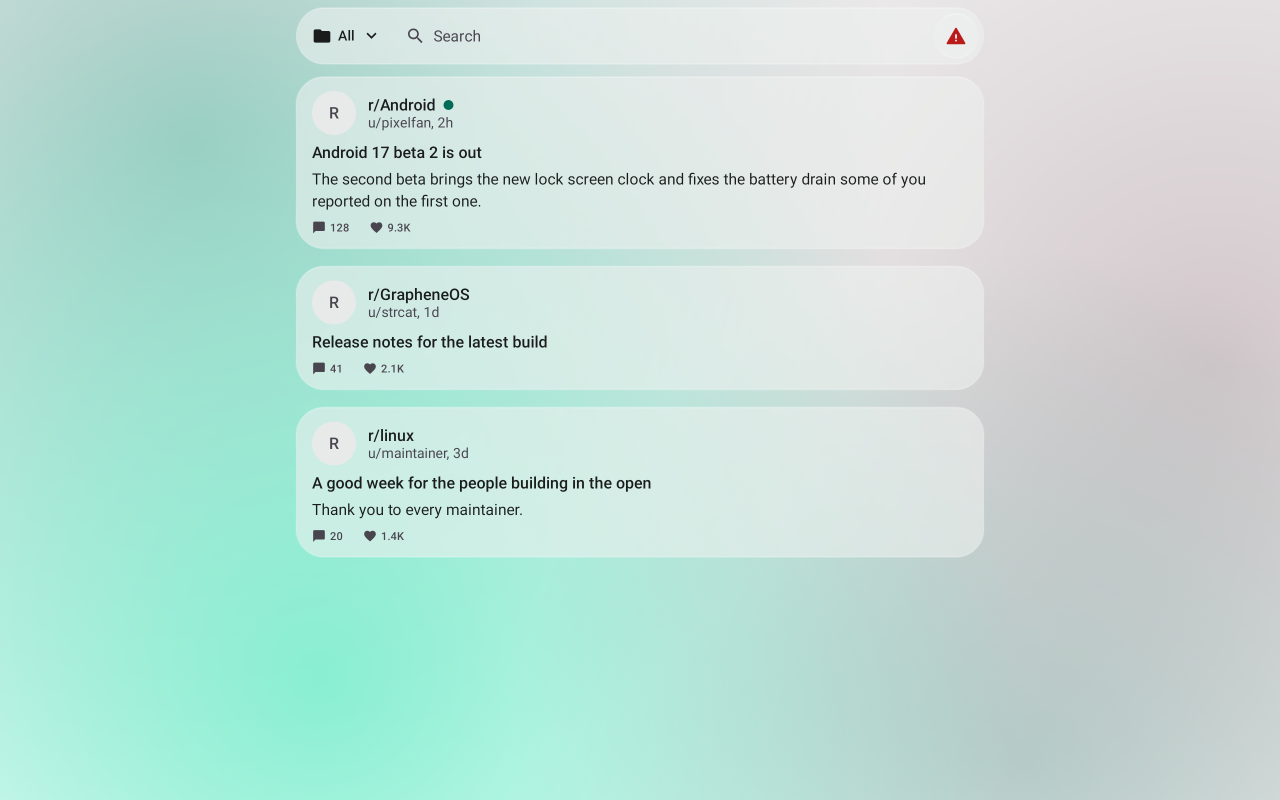 All
Search
R
r/Android
u/pixelfan, 2h
Android 17 beta 2 is out
The second beta brings the new lock screen clock and fixes the battery drain some of you
reported on the first one.
128 9.3K
R
r/GrapheneOS
u/strcat, 1d
Release notes for the latest build
41 2.1K
R
r/linux
u/maintainer, 3d
A good week for the people building in the open
Thank you to every maintainer.
20 1.4K